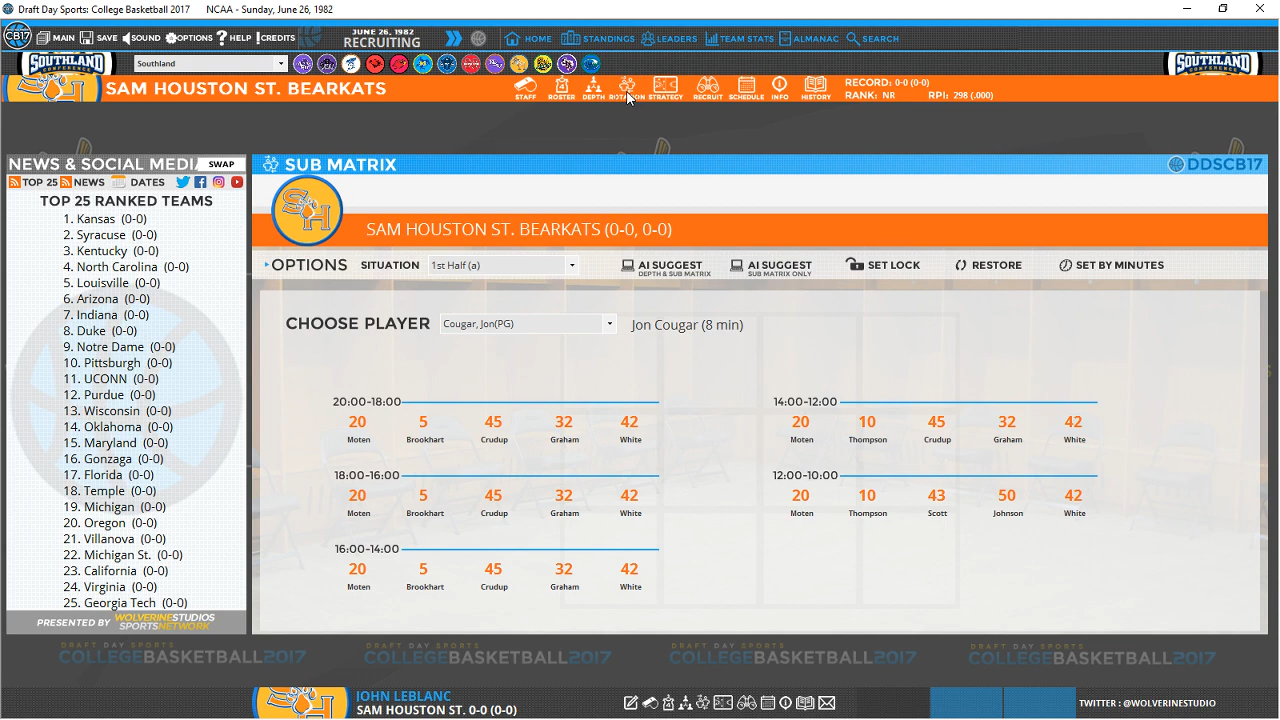 Draft Day Sports: College Basketball 2017 NCAA - Sunday, June 26, 1982
CB17 MAIN SAVE SOUND OPTIONS HELP CREDITS JUNE 26, 1982 RECRUITING HOME STANDINGS LEADERS TEAM STATS ALMANAC SEARCH
SOUTHLAND CONFERENCE Southland SOUTHLAND CONFERENCE
SAM HOUSTON ST. BEARKATS STAFF ROSTER DEPTH ROTATION STRATEGY RECRUIT SCHEDULE INFO HISTORY
RECORD: 0-0 (0-0)
RANK: NR RPI: 298 (.000)
NEWS & SOCIAL MEDIA SWAP
TOP 25 NEWS DATES
TOP 25 RANKED TEAMS
1. Kansas (0-0)
2. Syracuse (0-0)
3. Kentucky (0-0)
4. North Carolina (0-0)
5. Louisville (0-0)
6. Arizona (0-0)
7. Indiana (0-0)
8. Duke (0-0)
9. Notre Dame (0-0)
10. Pittsburgh (0-0)
11. UCONN (0-0)
12. Purdue (0-0)
13. Wisconsin (0-0)
14. Oklahoma (0-0)
15. Maryland (0-0)
16. Gonzaga (0-0)
17. Florida (0-0)
18. Temple (0-0)
19. Michigan (0-0)
20. Oregon (0-0)
21. Villanova (0-0)
22. Michigan St. (0-0)
23. California (0-0)
24. Virginia (0-0)
25. Georgia Tech (0-0)
PRESENTED BY WOLVERINESTUDIOS SPORTSNETWORK
SUB MATRIX DDSCB17
SAM HOUSTON ST. BEARKATS (0-0, 0-0)
OPTIONS SITUATION 1st Half (a) AI SUGGEST DEPTH & SUB MATRIX AI SUGGEST SUB MATRIX ONLY SET LOCK RESTORE SET BY MINUTES
CHOOSE PLAYER Cougar, Jon(PG) Jon Cougar (8 min)
20:00-18:00
20 5 45 32 42
Moten Brookhart Crudup Graham White
18:00-16:00
20 5 45 32 42
Moten Brookhart Crudup Graham White
16:00-14:00
20 5 45 32 42
Moten Brookhart Crudup Graham White
14:00-12:00
20 10 45 32 42
Moten Thompson Crudup Graham White
12:00-10:00
20 10 43 50 42
Moten Thompson Scott Johnson White
DRAFT DAY SPORTS DRAFT DAY SPORTS DRAFT DAY SPORTS DRAFT DAY SPORTS
COLLEGEBASKETBALL2017 COLLEGEBASKETBALL2017 COLLEGEBASKETBALL2017 COLLEGEBASKETBALL2017
JOHN LEBLANC
SAM HOUSTON ST. 0-0 (0-0)
TWITTER : @WOLVERINESTUDIO